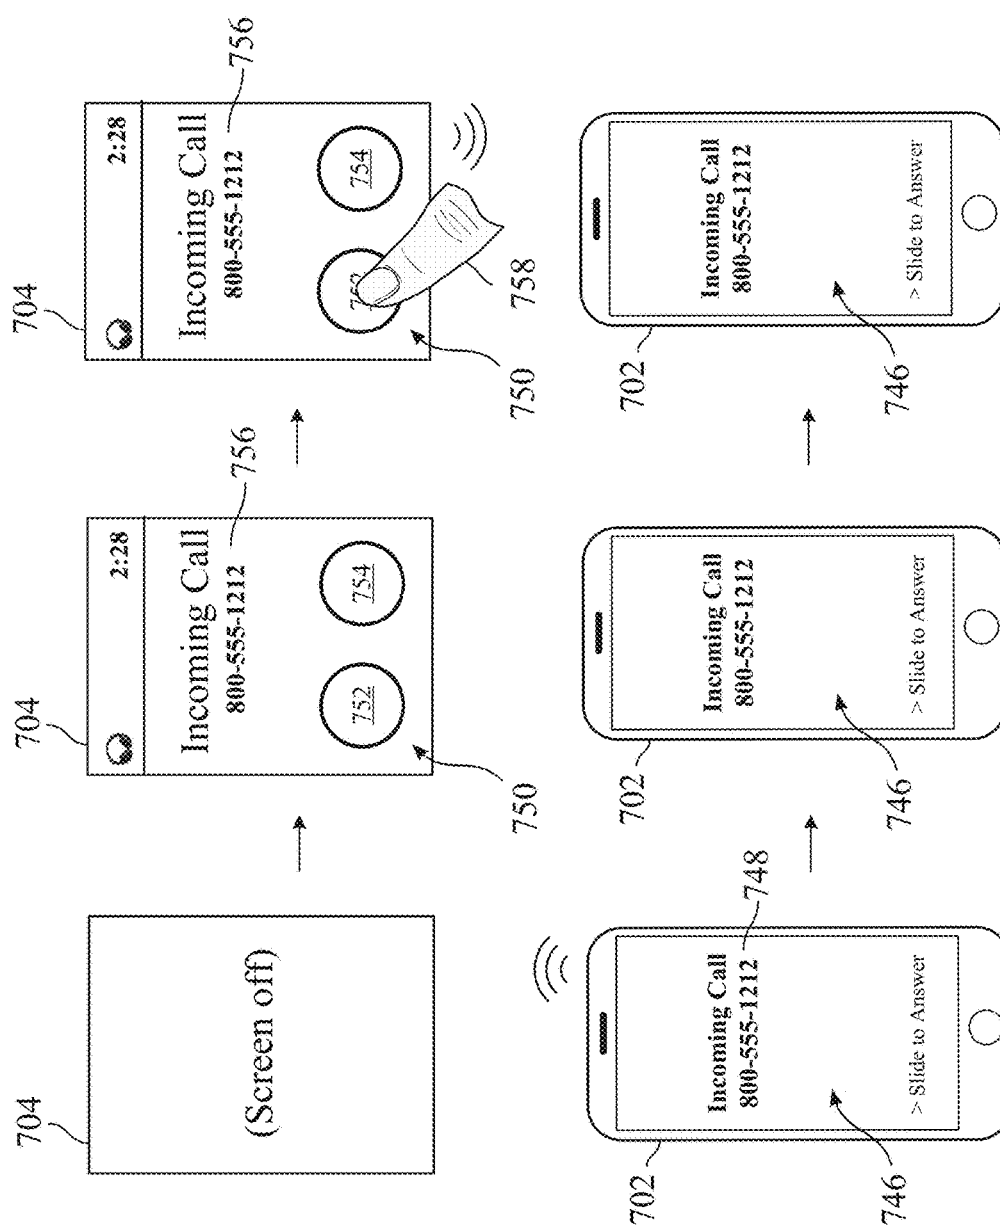 704
(Screen off)
704
2:28
Incoming Call
800-555-1212
756
752
754
750
704
2:28
Incoming Call
800-555-1212
756
754
750
758
702
Incoming Call
800-555-1212
748
746
> Slide to Answer
702
Incoming Call
800-555-1212
746
> Slide to Answer
702
Incoming Call
800-555-1212
746
> Slide to Answer